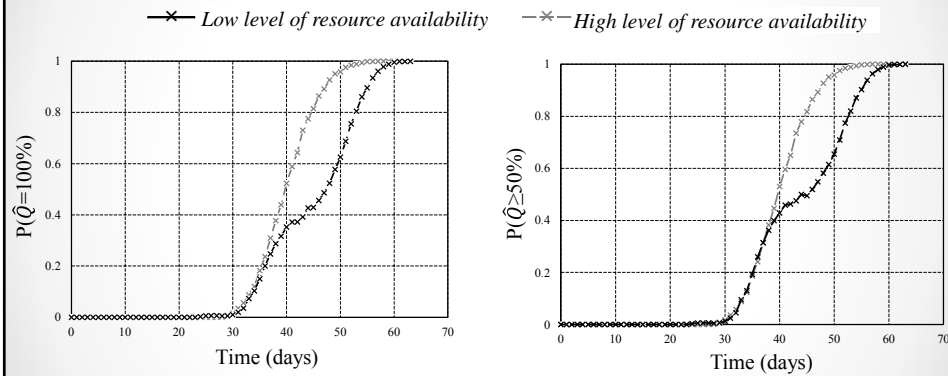 Low level of resource availability
High level of resource availability
P(Q̂=100%)
1
0.8
0.6
0.4
0.2
0
0 10 20 30 40 50 60 70
Time (days)
P(Q̂≥50%)
1
0.8
0.6
0.4
0.2
0
0 10 20 30 40 50 60 70
Time (days)